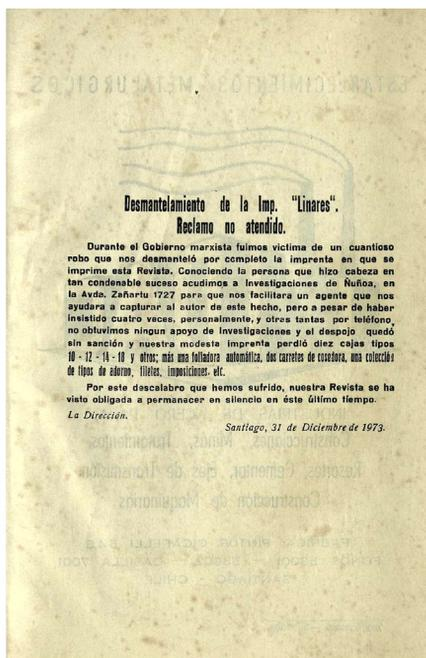 Desmantelamiento de la Imp. "Linares".
Reclamo no atendido.
Durante el Gobierno marxista fuimos victima de un cuantioso
robo que nos desmanteló por completo la imprenta en que se
imprime esta Revista. Conociendo la persona que hizo cabeza en
tan condenable suceso acudimos a Investigaciones de Ñuñoa, en
la Avda. Zañartu 1727 para que nos facilitara un agente que nos
ayudara a capturar al autor de este hecho, pero a pesar de haber
insistido cuatro veces, personalmente, y otras tantas por teléfono,
no obtuvimos ningun apoyo de Investigaciones y el despojo quedó
sin sanción y nuestra modesta imprenta perdió diez cajas tipos
10 - 12 - 14 - 18 y otros; más una foliadora automática, dos carretes de cosedora, una colección
de tipos de adorno, filetes, imposiciones, etc.
Por este descalabro que hemos sufrido, nuestra Revista se ha
visto obligada a permanecer en silencio en éste último tiempo.
La Dirección.
Santiago, 31 de Diciembre de 1973.